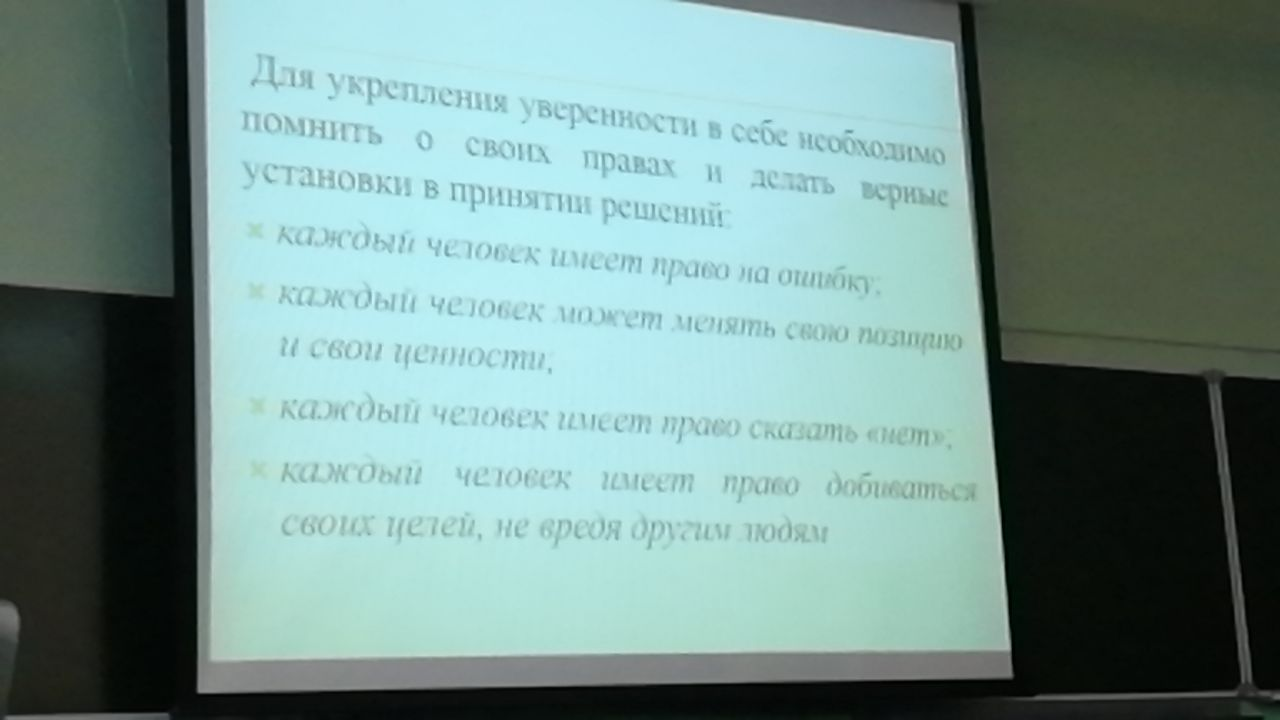 Для укрепления уверенности в себе необходимо
помнить о своих правах и делать верные
установки в принятии решений:
каждый человек имеет право на ошибку;
каждый человек может менять свою позицию
и свои ценности;
каждый человек имеет право сказать «нет»;
каждый человек имеет право добиваться
своих целей, не вредя другим людям